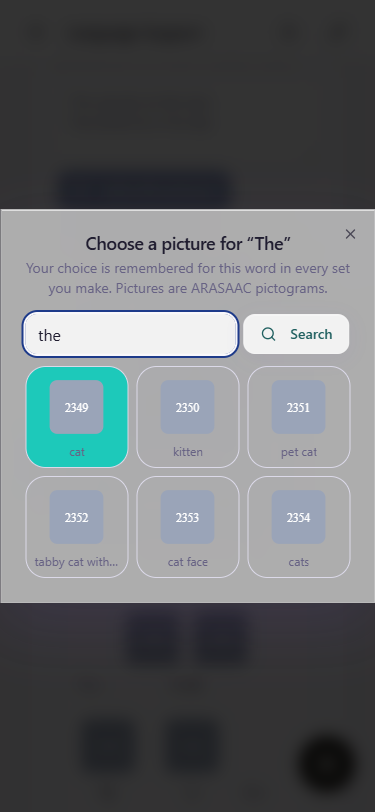 Choose a picture for “The”
Your choice is remembered for this word in every set
you make. Pictures are ARASAAC pictograms.
the
Search
2349
2350
2351
cat
kitten
pet cat
2352
2353
2354
tabby cat with...
cat face
cats